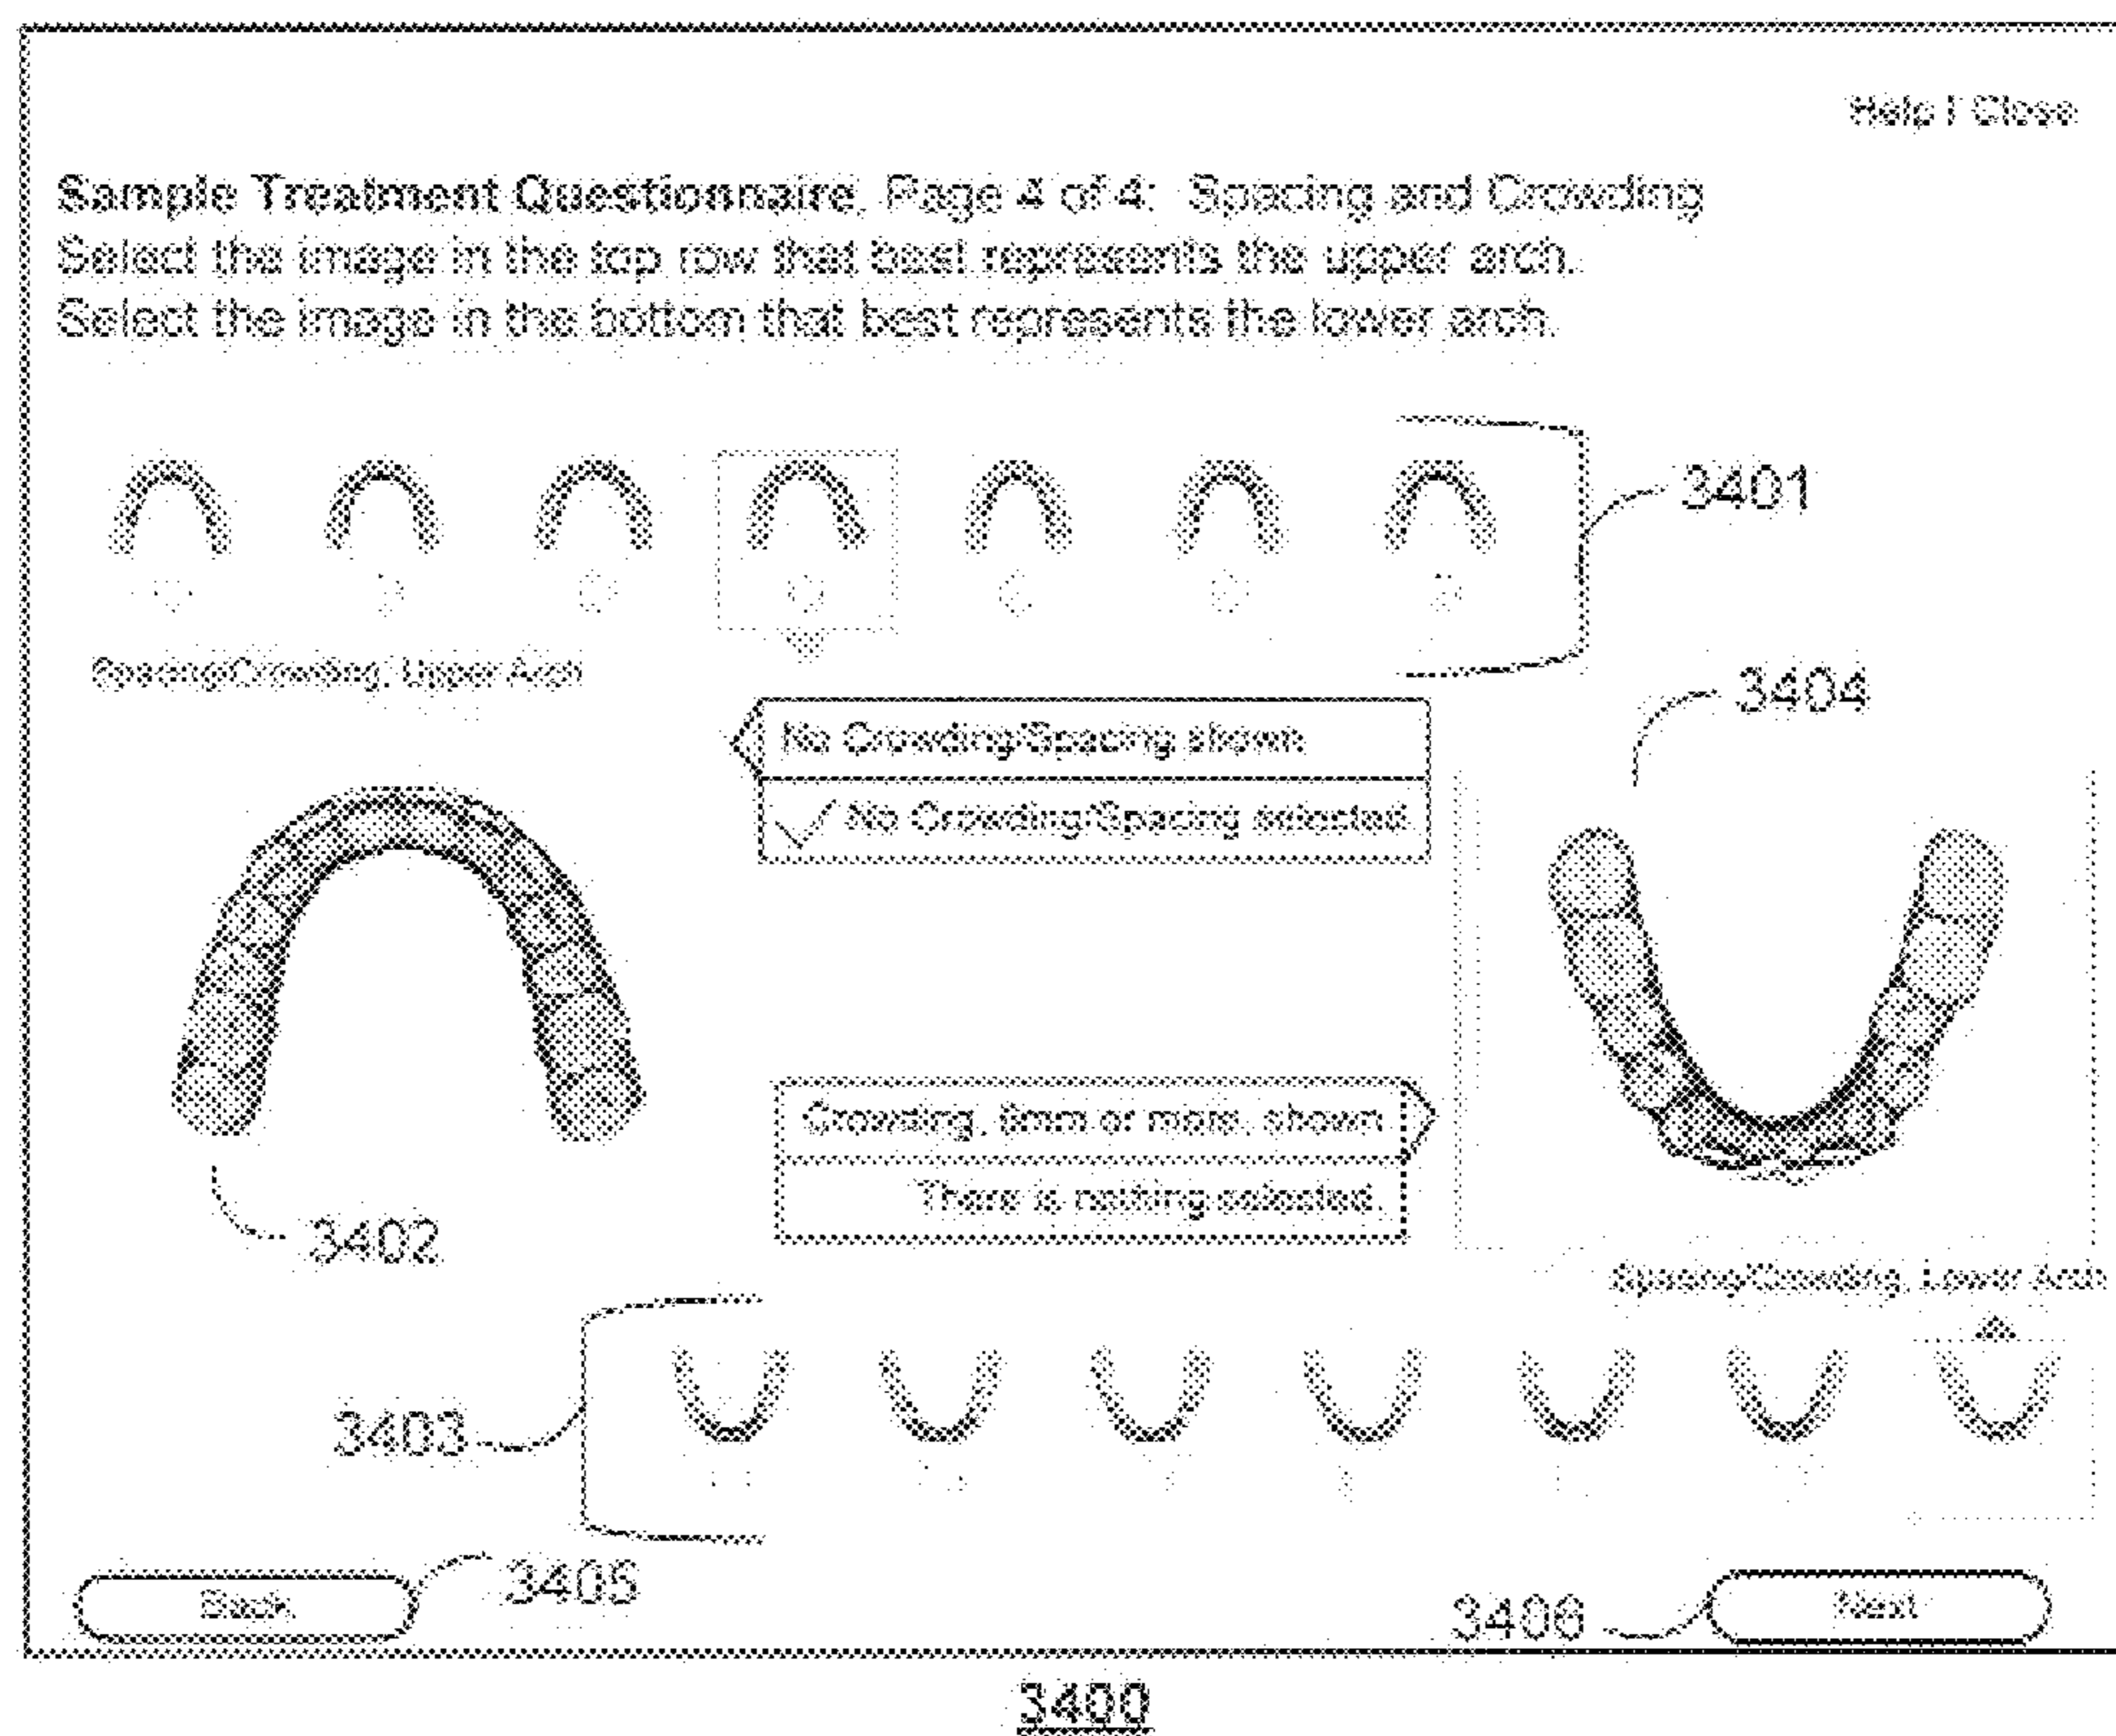 Help | Close
Sample Treatment Questionnaire, Page 4 of 4: Spacing and Crowding
Select the image in the top row that best represents the upper arch.
Select the image in the bottom that best represents the lower arch.
3401
Spacing/Crowding, Upper Arch
3404
No Crowding/Spacing shown
No Crowding/Spacing selected
Crowding, 6mm or more, shown
There is nothing selected.
3402
Spacing/Crowding, Lower Arch
3403
Back
3405
3406
Next
3400